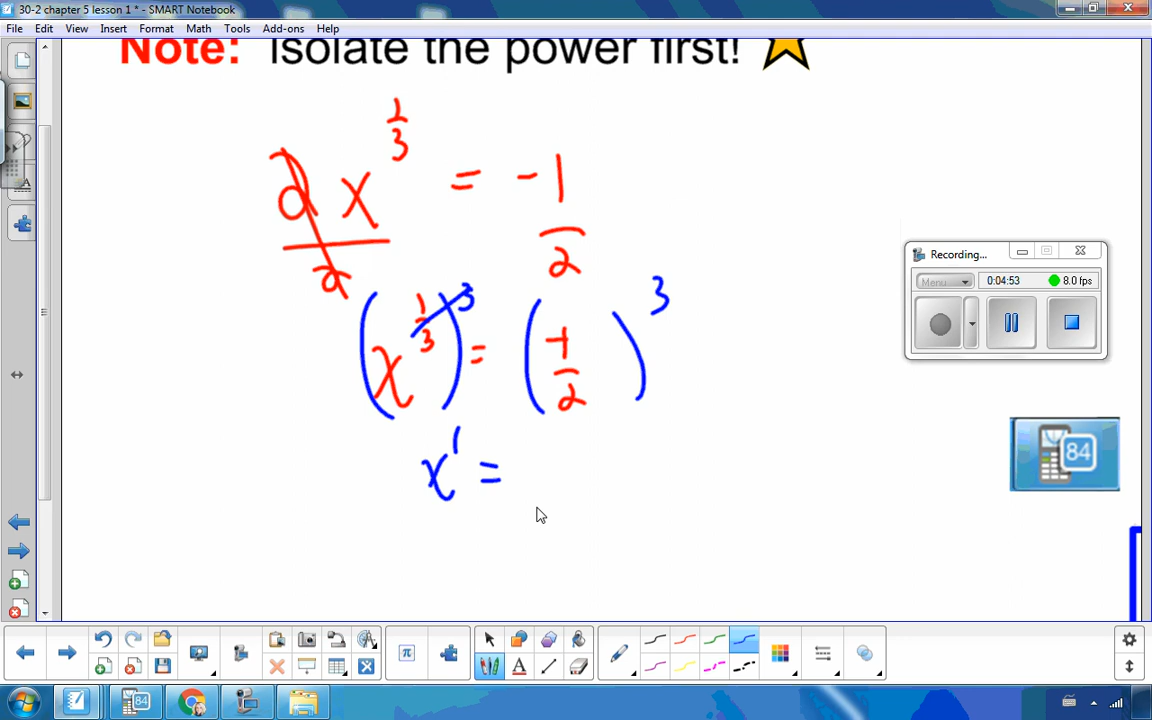 30-2 chapter 5 lesson 1 * - SMART Notebook
File Edit View Insert Format Math Tools Add-ons Help
Note: Isolate the power first!
2x^(1/3) = -1
2 2
(x^(1/3))^3 = (-1/2)^3
x^1 =
Recording...
Menu 0:04:53 8.0 fps
84
π A
84